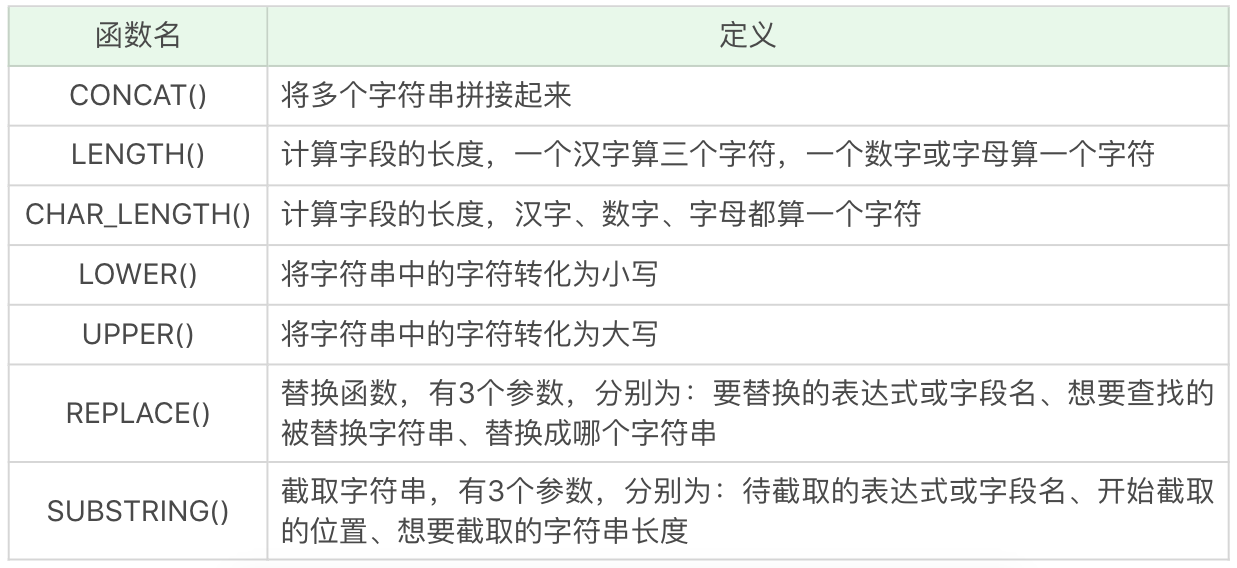 函数名 定义
CONCAT() 将多个字符串拼接起来
LENGTH() 计算字段的长度，一个汉字算三个字符，一个数字或字母算一个字符
CHAR_LENGTH() 计算字段的长度，汉字、数字、字母都算一个字符
LOWER() 将字符串中的字符转化为小写
UPPER() 将字符串中的字符转化为大写
REPLACE() 替换函数，有3个参数，分别为：要替换的表达式或字段名、想要查找的
被替换字符串、替换成哪个字符串
SUBSTRING() 截取字符串，有3个参数，分别为：待截取的表达式或字段名、开始截取
的位置、想要截取的字符串长度